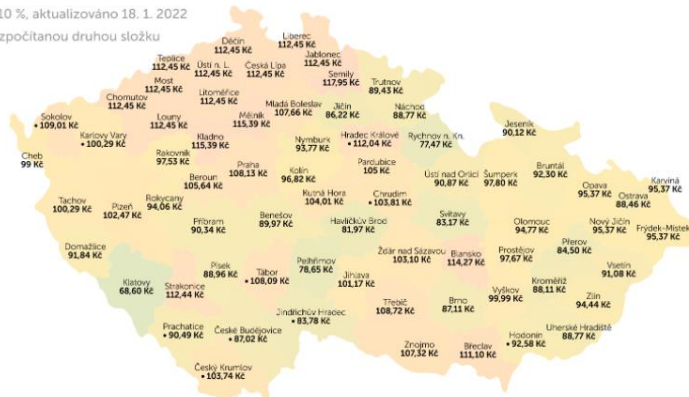 10 %, aktualizováno 18. 1. 2022
zpočítanou druhou složku
Děčín
112,45 Kč
Liberec
112,45 Kč
Teplice
112,45 Kč
Ústí n. L.
112,45 Kč
Česká Lípa
112,45 Kč
Jablonec
112,45 Kč
Semily
117,95 Kč
Most
112,45 Kč
Trutnov
89,43 Kč
Chomutov
112,45 Kč
Litoměřice
112,45 Kč
Mladá Boleslav
107,66 Kč
Jičín
86,22 Kč
Náchod
88,77 Kč
Sokolov
• 109,01 Kč
Louny
112,45 Kč
Mělník
115,39 Kč
Jeseník
90,12 Kč
Karlovy Vary
• 100,29 Kč
Kladno
115,39 Kč
Nymburk
93,77 Kč
Hradec Králové
• 112,04 Kč
Rychnov n. Kn.
77,47 Kč
Cheb
99 Kč
Rakovník
97,53 Kč
Praha
108,13 Kč
Kolín
96,82 Kč
Pardubice
105 Kč
Ústí nad Orlicí
90,87 Kč
Šumperk
97,80 Kč
Bruntál
92,30 Kč
Beroun
105,64 Kč
Opava
95,37 Kč
Karviná
95,37 Kč
Ostrava
88,46 Kč
Tachov
100,29 Kč
Plzeň
102,47 Kč
Rokycany
94,06 Kč
Kutná Hora
104,01 Kč
Chrudim
• 103,81 Kč
Příbram
90,34 Kč
Benešov
89,97 Kč
Havlíčkův Brod
81,97 Kč
Svitavy
83,17 Kč
Olomouc
94,77 Kč
Nový Jičín
95,37 Kč
Frýdek-Místek
95,37 Kč
Domažlice
91,84 Kč
Žďár nad Sázavou
103,10 Kč
Blansko
114,27 Kč
Prostějov
97,67 Kč
Přerov
84,50 Kč
Klatovy
68,60 Kč
Písek
88,96 Kč
Tábor
• 108,09 Kč
Pelhřimov
78,65 Kč
Jihlava
101,17 Kč
Vsetín
91,08 Kč
Strakonice
112,44 Kč
Vyškov
99,99 Kč
Kroměříž
88,11 Kč
Zlín
94,44 Kč
Jindřichův Hradec
• 83,78 Kč
Třebíč
108,72 Kč
Brno
87,11 Kč
Prachatice
• 90,49 Kč
České Budějovice
• 87,02 Kč
Hodonín
• 92,58 Kč
Uherské Hradiště
88,77 Kč
Znojmo
107,32 Kč
Břeclav
111,10 Kč
Český Krumlov
• 103,74 Kč